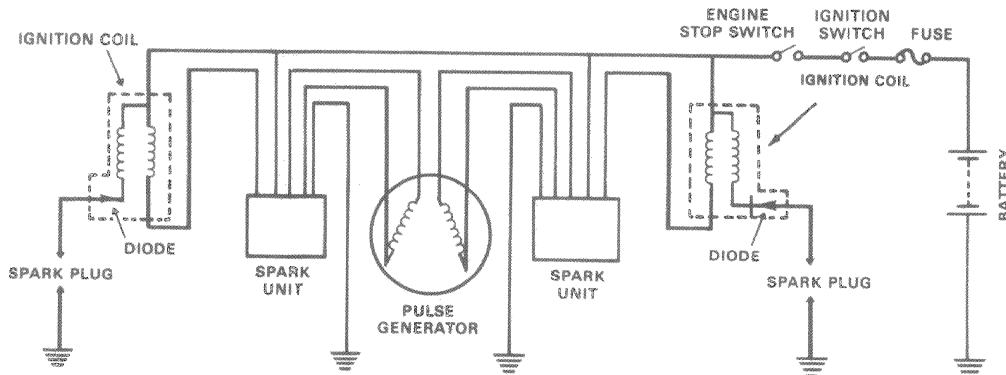 ENGINE
STOP SWITCH
IGNITION
SWITCH
FUSE
IGNITION COIL
IGNITION COIL
BATTERY
DIODE
DIODE
SPARK PLUG
SPARK
UNIT
PULSE
GENERATOR
SPARK
UNIT
SPARK PLUG